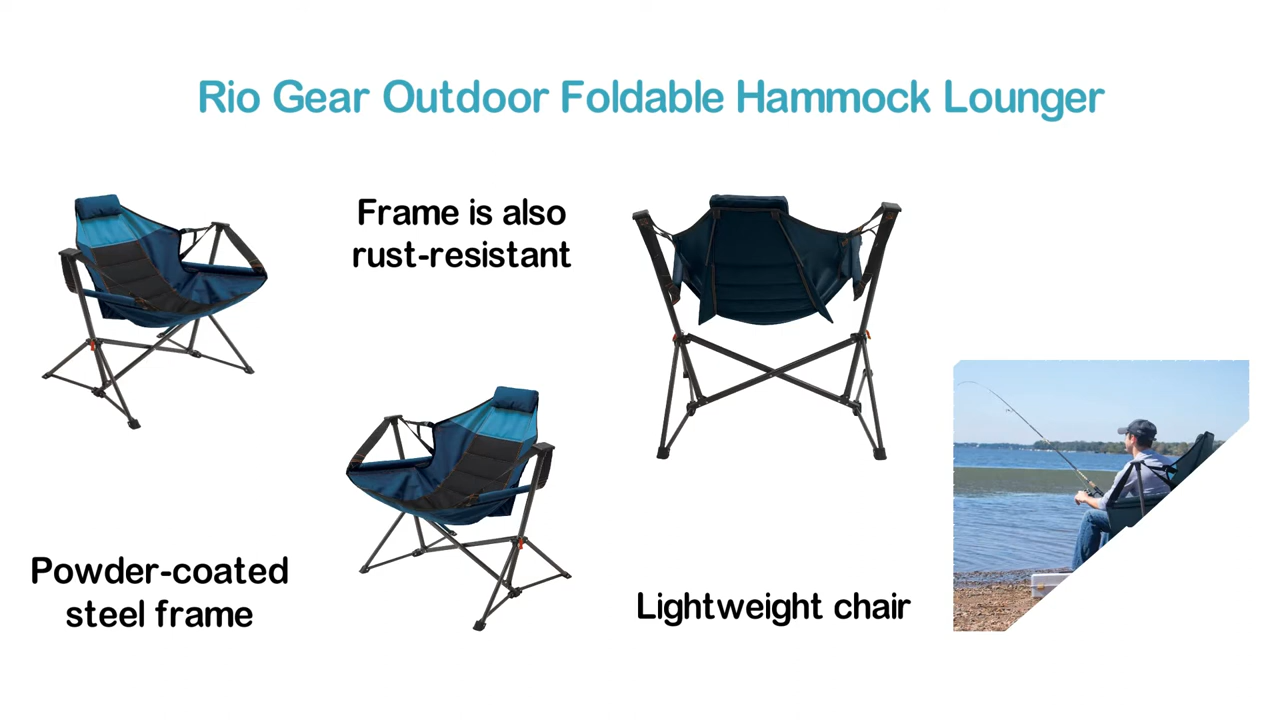 Rio Gear Outdoor Foldable Hammock Lounger
Frame is also
rust-resistant
Powder-coated
steel frame
Lightweight chair